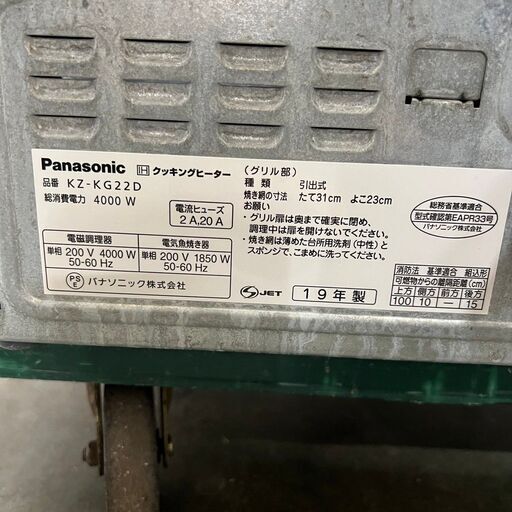 Panasonic IH クッキングヒーター
品番 KZ-KG22D
総消費電力 4000 W
電流ヒューズ
2 A,20 A
電磁調理器
単相 200 V 4000 W
50-60 Hz
電気魚焼き器
単相 200 V 1850 W
50-60 Hz
PS
E
パナソニック株式会社
(グリル部)
種類 引出式
焼き網の寸法 たて31cm よこ23cm
お願い
・グリル扉は奥まで確実に閉め、
調理中は扉を開けないでください。
・焼き網は薄めた台所用洗剤(中性)と
スポンジで、こまめに洗ってください。
S JET
19年製
総務省基準適合
型式確認第EAPR33号
パナソニック株式会社
消防法 基準適合 組込形
可燃物からの離隔距離(cm)
上方 側方 前方 後方
100 10 — 15